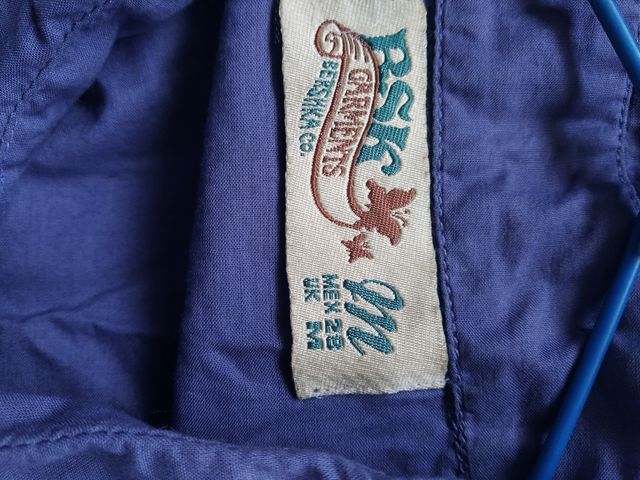 BSK
GARMENTS
BERSHKA CO.
M
MEX 28
UK M